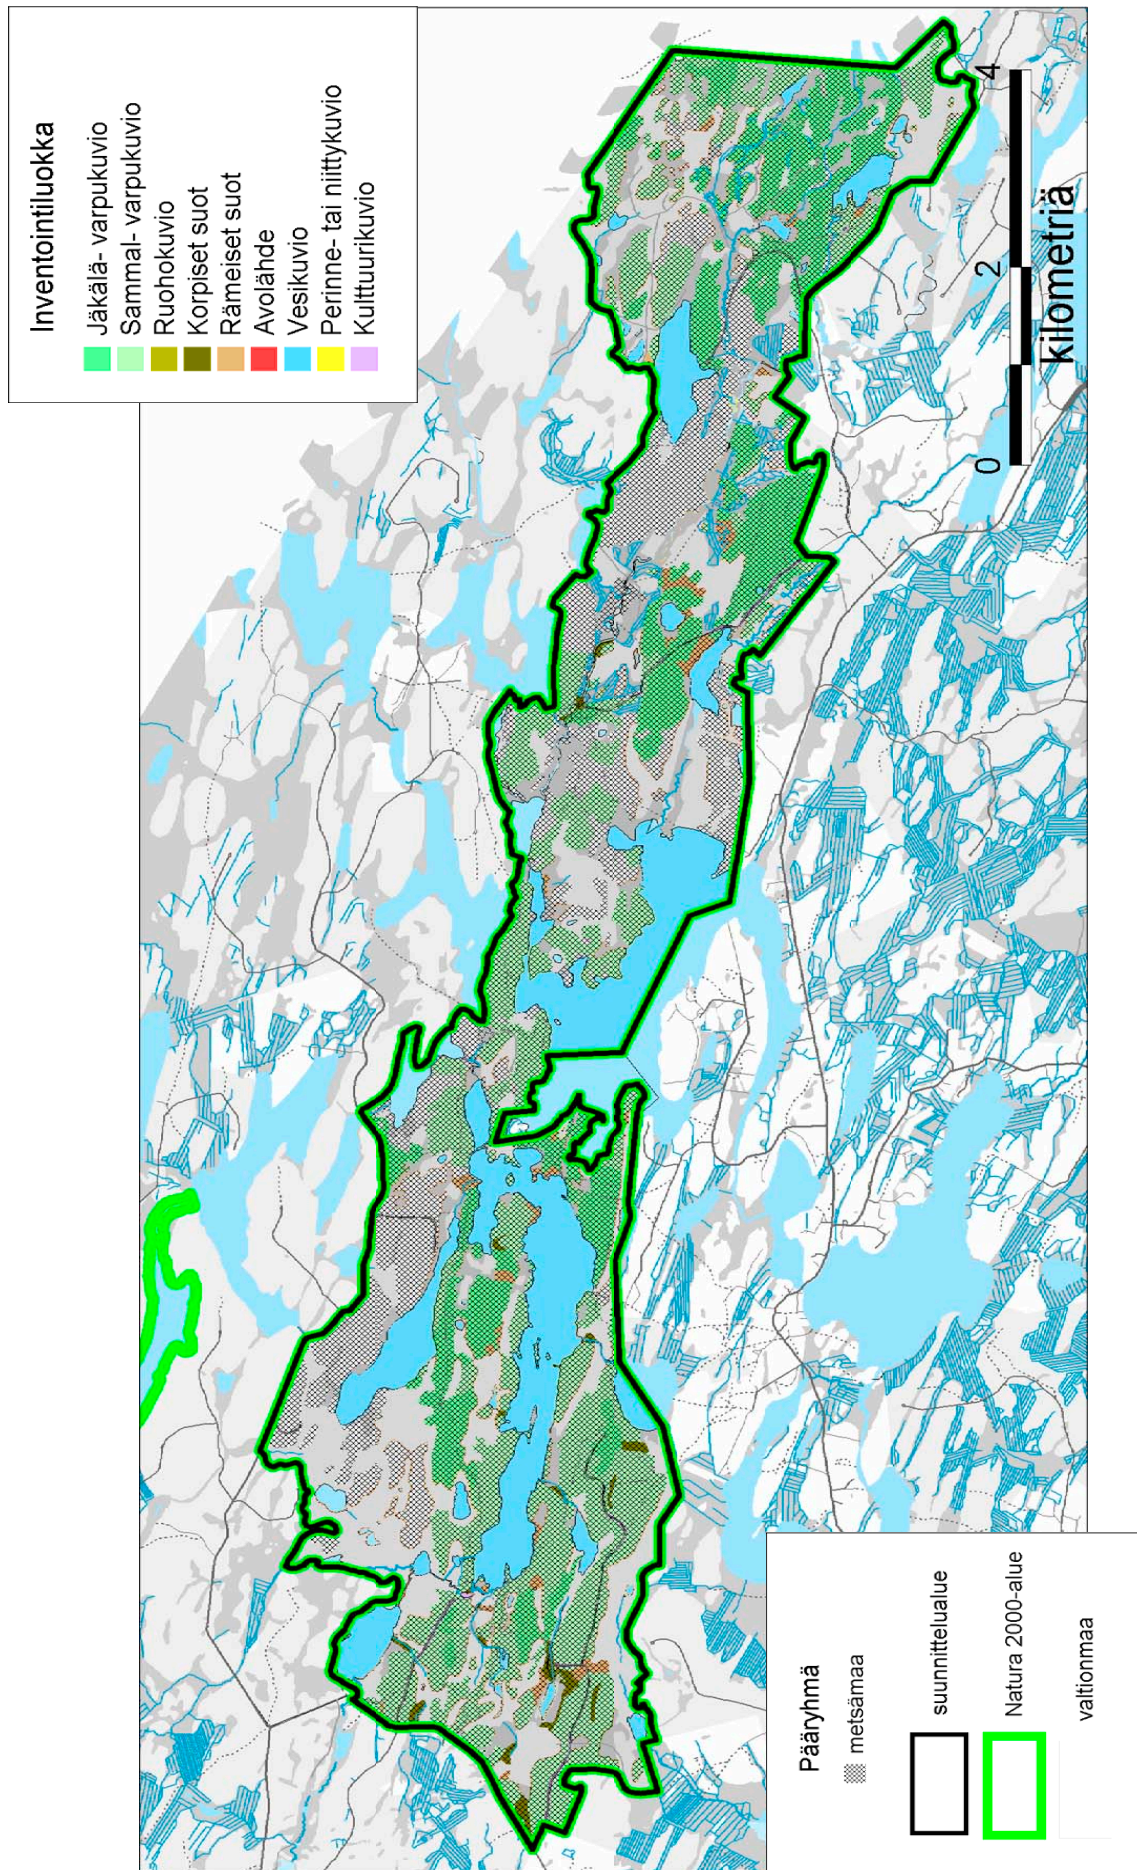 Inventointiluokka
Jäkälä- varpukuvio
Sammal- varpukuvio
Ruohokuvio
Korpiset suot
Rämeiset suot
Avolähde
Vesikuvio
Perinne- tai niittykuvio
Kulttuurikuvio
0 2 4
kilometriä
Pääryhmä
metsämaa
suunnittelualue
Natura 2000-alue
valtionmaa